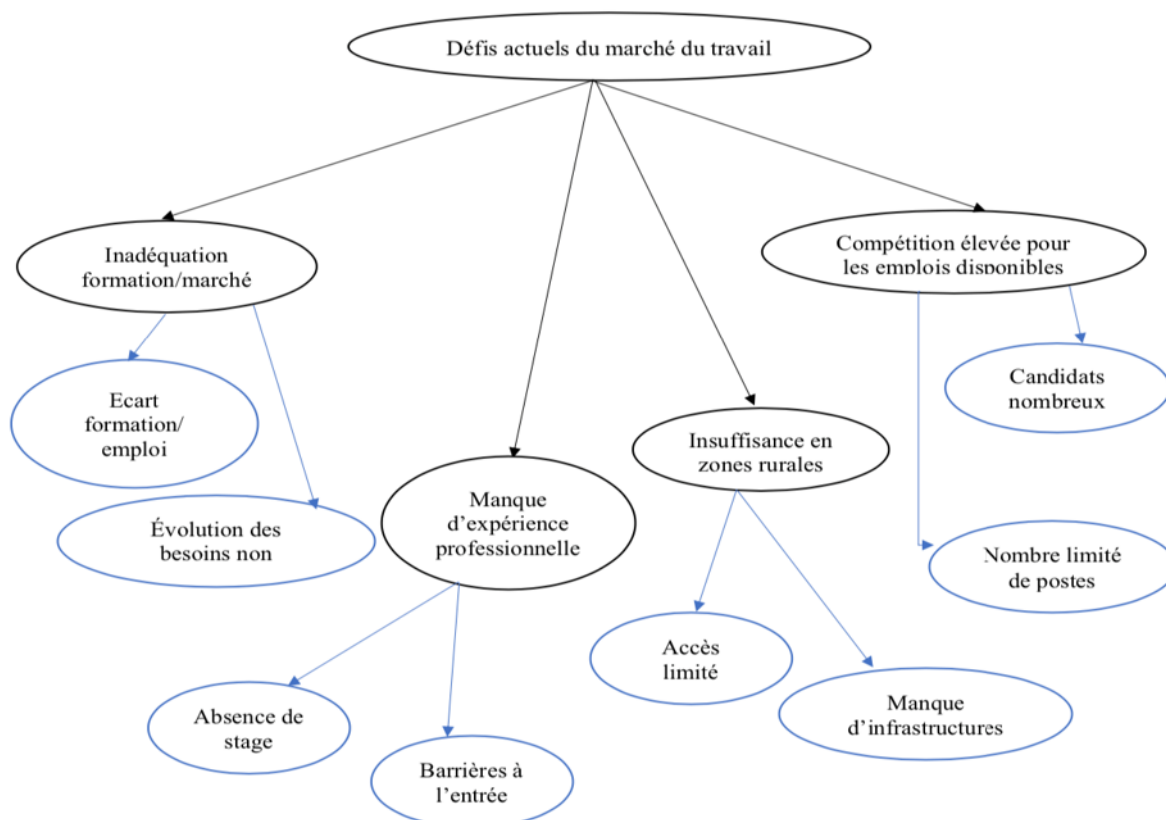 Défis actuels du marché du travail
Inadéquation
formation/marché
Compétition élevée pour
les emplois disponibles
Ecart
formation/
emploi
Évolution des
besoins non
Manque
d’expérience
professionnelle
Insuffisance en
zones rurales
Candidats
nombreux
Nombre limité
de postes
Absence de
stage
Barrières à
l’entrée
Accès
limité
Manque
d’infrastructures